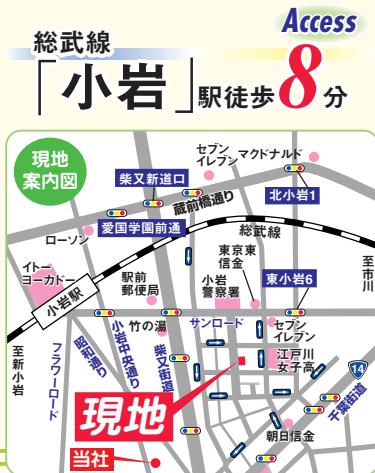 Access
総武線
「小岩」駅徒歩8分
現地
案内図
セブン
イレブン
マクドナルド
柴又新道口
蔵前橋通り
北小岩1
愛国学園前通
ローソン
総武線
イトー
ヨーカドー
小岩駅
駅前
郵便局
東京東
信金
小岩
警察署
東小岩6
至市川
至新小岩
フラワーロード
昭和通り
小岩中央通り
竹の湯
柴又街道
サンロード
セブン
イレブン
江戸川
女子高
14
千葉街道
現地
朝日信金
当社